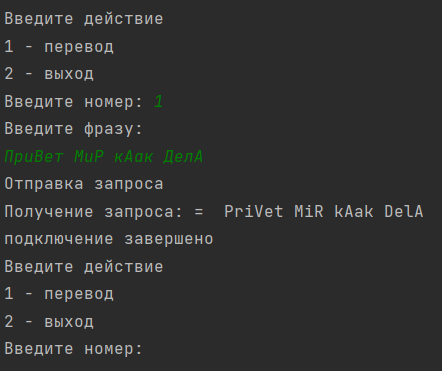 Введите действие
1 - перевод
2 - выход
Введите номер: 1
Введите фразу:
ПриВет МиР кАак ДелА
Отправка запроса
Получение запроса: =  PriVet MiR kAak DelA
подключение завершено
Введите действие
1 - перевод
2 - выход
Введите номер: